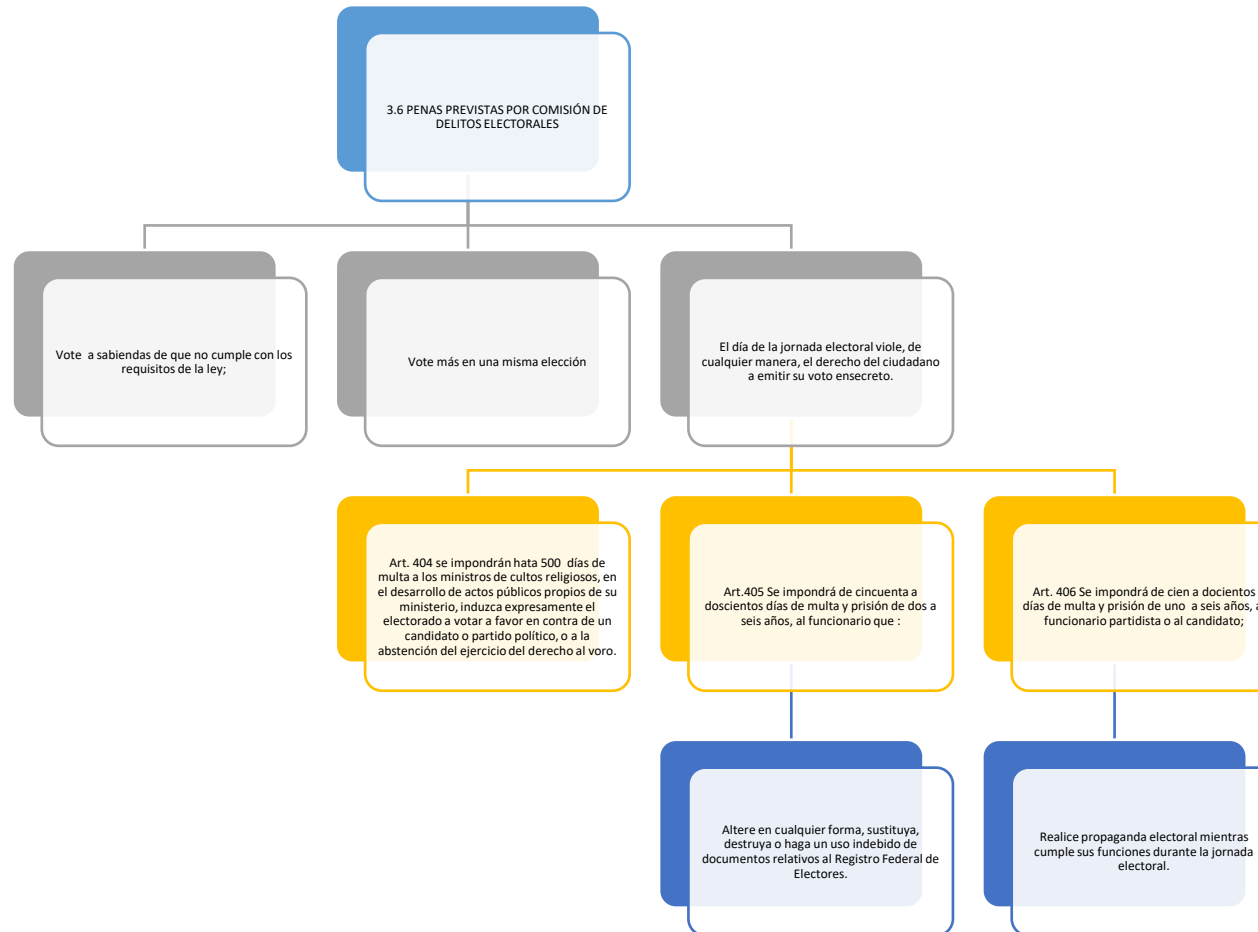 3.6 PENAS PREVISTAS POR COMISIÓN DE
DELITOS ELECTORALES
Vote a sabiendas de que no cumple con los
requisitos de la ley;
Vote más en una misma elección
El día de la jornada electoral viole, de
cualquier manera, el derecho del ciudadano
a emitir su voto ensecreto.
Art. 404 se impondrán hata 500 días de
multa a los ministros de cultos religiosos, en
el desarrollo de actos públicos propios de su
ministerio, induzca expresamente el
electorado a votar a favor en contra de un
candidato o partido político, o a la
abstención del ejercicio del derecho al voro.
Art.405 Se impondrá de cincuenta a
doscientos días de multa y prisión de dos a
seis años, al funcionario que :
Art. 406 Se impondrá de cien a docientos
días de multa y prisión de uno a seis años,
funcionario partidista o al candidato;
Altere en cualquier forma, sustituya,
destruya o haga un uso indebido de
documentos relativos al Registro Federal de
Electores.
Realice propaganda electoral mientras
cumple sus funciones durante la jornada
electoral.